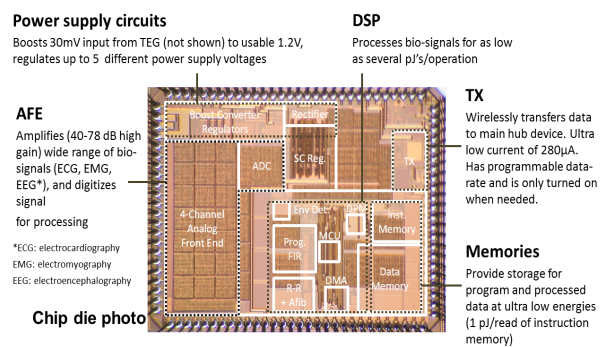 Power supply circuits
Boosts 30mV input from TEG (not shown) to usable 1.2V,
regulates up to 5 different power supply voltages
DSP
Processes bio-signals for as low
as several pJ's/operation
AFE
Amplifies (40-78 dB high
gain) wide range of bio-
signals (ECG, EMG,
EEG*), and digitizes
signal
for processing
*ECG: electrocardiography
EMG: electromyography
EEG: electroencephalography
Chip die photo
Boost Converter
Regulators
Rectifier
ADC
SC Reg.
TX
4-Channel
Analog
Front End
Env Det.
DPM
MCU
Prog.
FIR
R-R
+ Afib
DMA
Inst.
Memory
Data
Memory
TX
Wirelessly transfers data
to main hub device. Ultra
low current of 280μA.
Has programmable data-
rate and is only turned on
when needed.
Memories
Provide storage for
program and processed
data at ultra low energies
(1 pJ/read of instruction
memory)